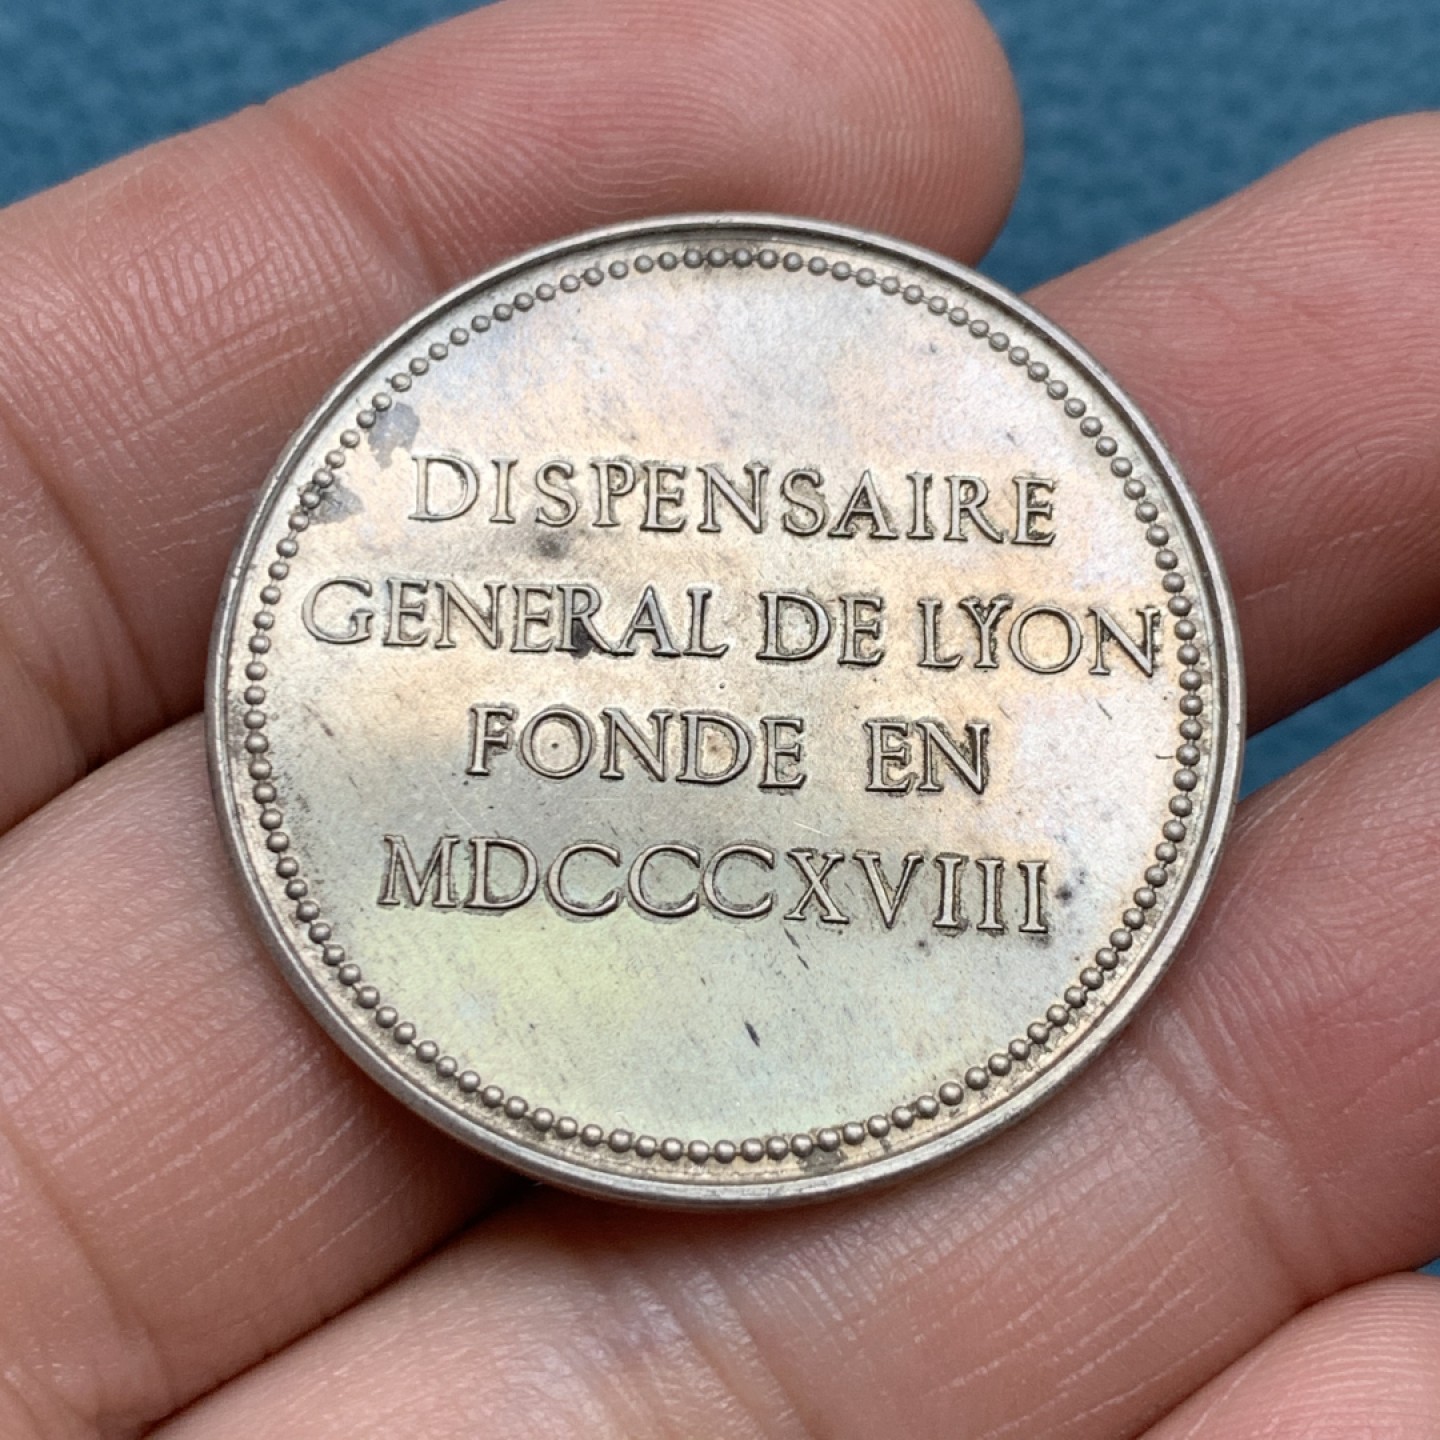 DISPENSAIRE
GENERAL DE LYON
FONDE EN
MDCCCXVIII